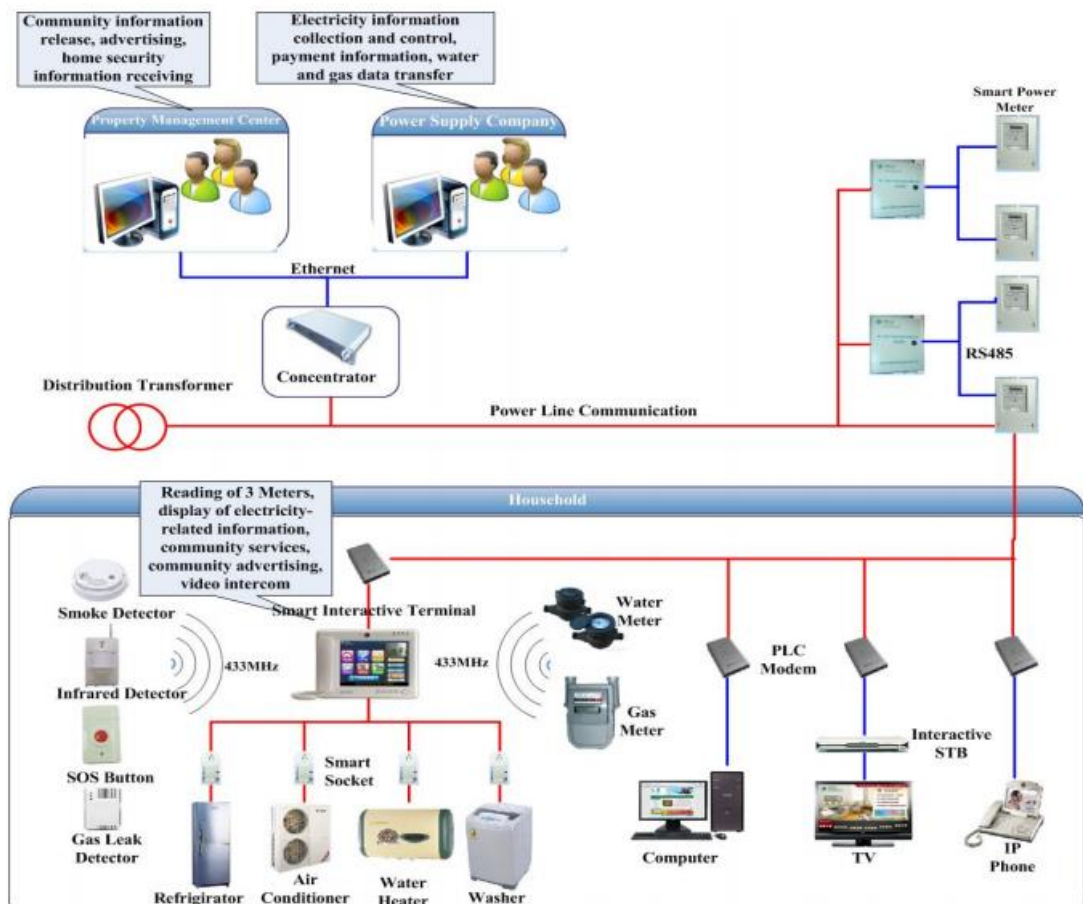 Community information
release, advertising,
home security
information receiving
Electricity information
collection and control,
payment information, water
and gas data transfer
Property Management Center
Power Supply Company
Smart Power
Meter
Ethernet
Concentrator
RS485
Distribution Transformer
Power Line Communication
Household
Reading of 3 Meters,
display of electricity-
related information,
community services,
community advertising,
video intercom
Smoke Detector
Smart Interactive Terminal
Water
Meter
433MHz
433MHz
PLC
Modem
Infrared Detector
Gas
Meter
SOS Button
Smart
Socket
Interactive
STB
Gas Leak
Detector
Computer
TV
IP
Phone
Refrigirator
Air
Conditioner
Water
Heater
Washer